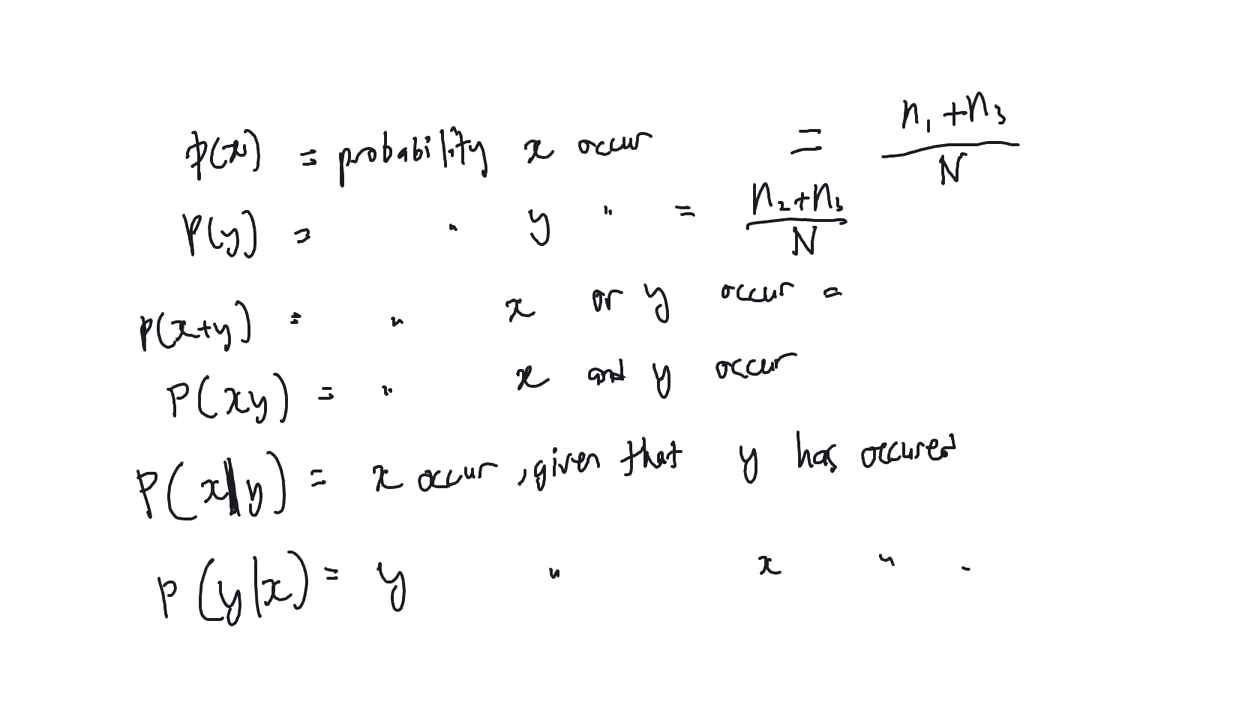 P(x) = probability x occur = n₁+n₃ / N
P(y) = " y " = n₂+n₃ / N
P(x+y) = " x or y occur =
P(xy) = " x and y occur
P(x|y) = x occur, given that y has occured
P(y|x) = y " x " .